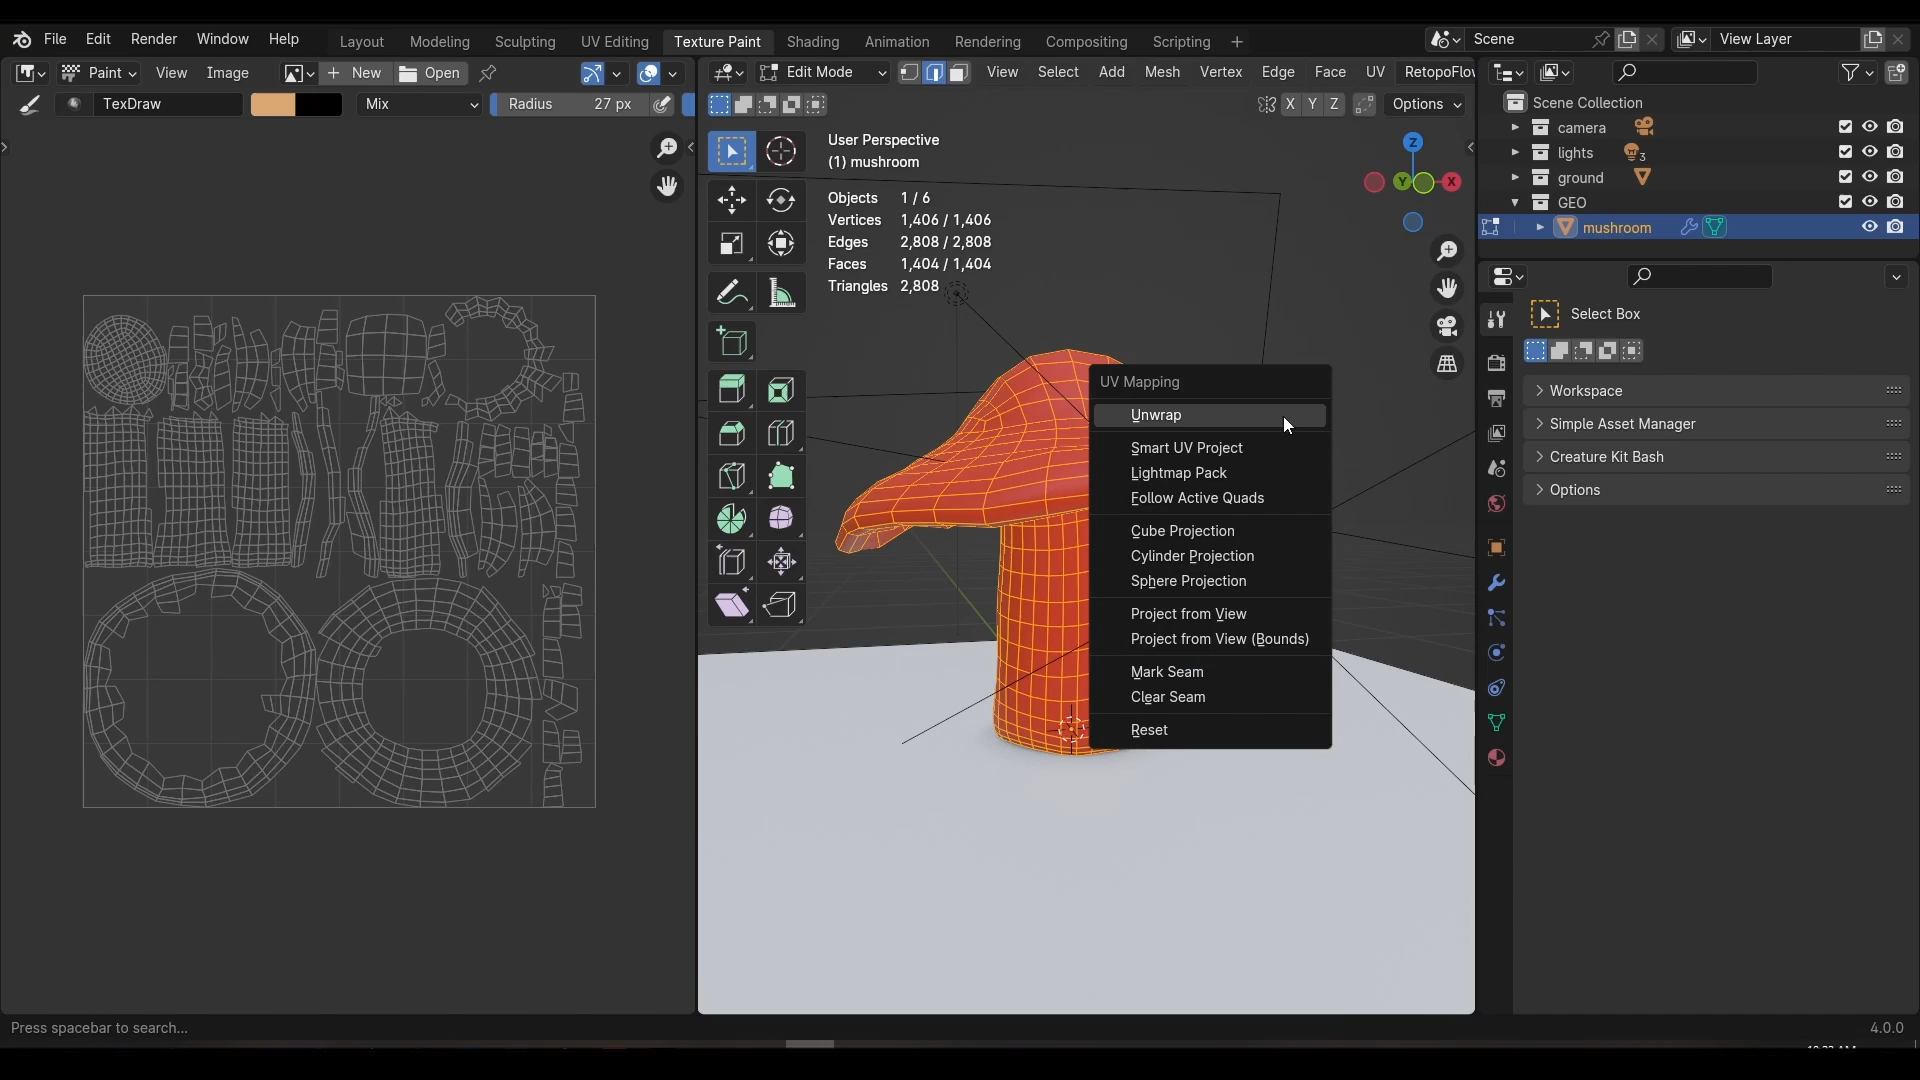 File Edit Render Window Help Layout Modeling Sculpting UV Editing Texture Paint Shading Animation Rendering Compositing Scripting + Scene View Layer
Paint View Image + New Open Edit Mode View Select Add Mesh Vertex Edge Face UV RetopoFlo
TexDraw Mix Radius 27 px X Y Z Options
Scene Collection
camera
lights 3
ground
GEO
mushroom
User Perspective
(1) mushroom
Objects 1 / 6
Vertices 1,406 / 1,406
Edges 2,808 / 2,808
Faces 1,404 / 1,404
Triangles 2,808
Z
Y X
UV Mapping
Unwrap
Smart UV Project
Lightmap Pack
Follow Active Quads
Cube Projection
Cylinder Projection
Sphere Projection
Project from View
Project from View (Bounds)
Mark Seam
Clear Seam
Reset
Select Box
Workspace
Simple Asset Manager
Creature Kit Bash
Options
Press spacebar to search...
4.0.0